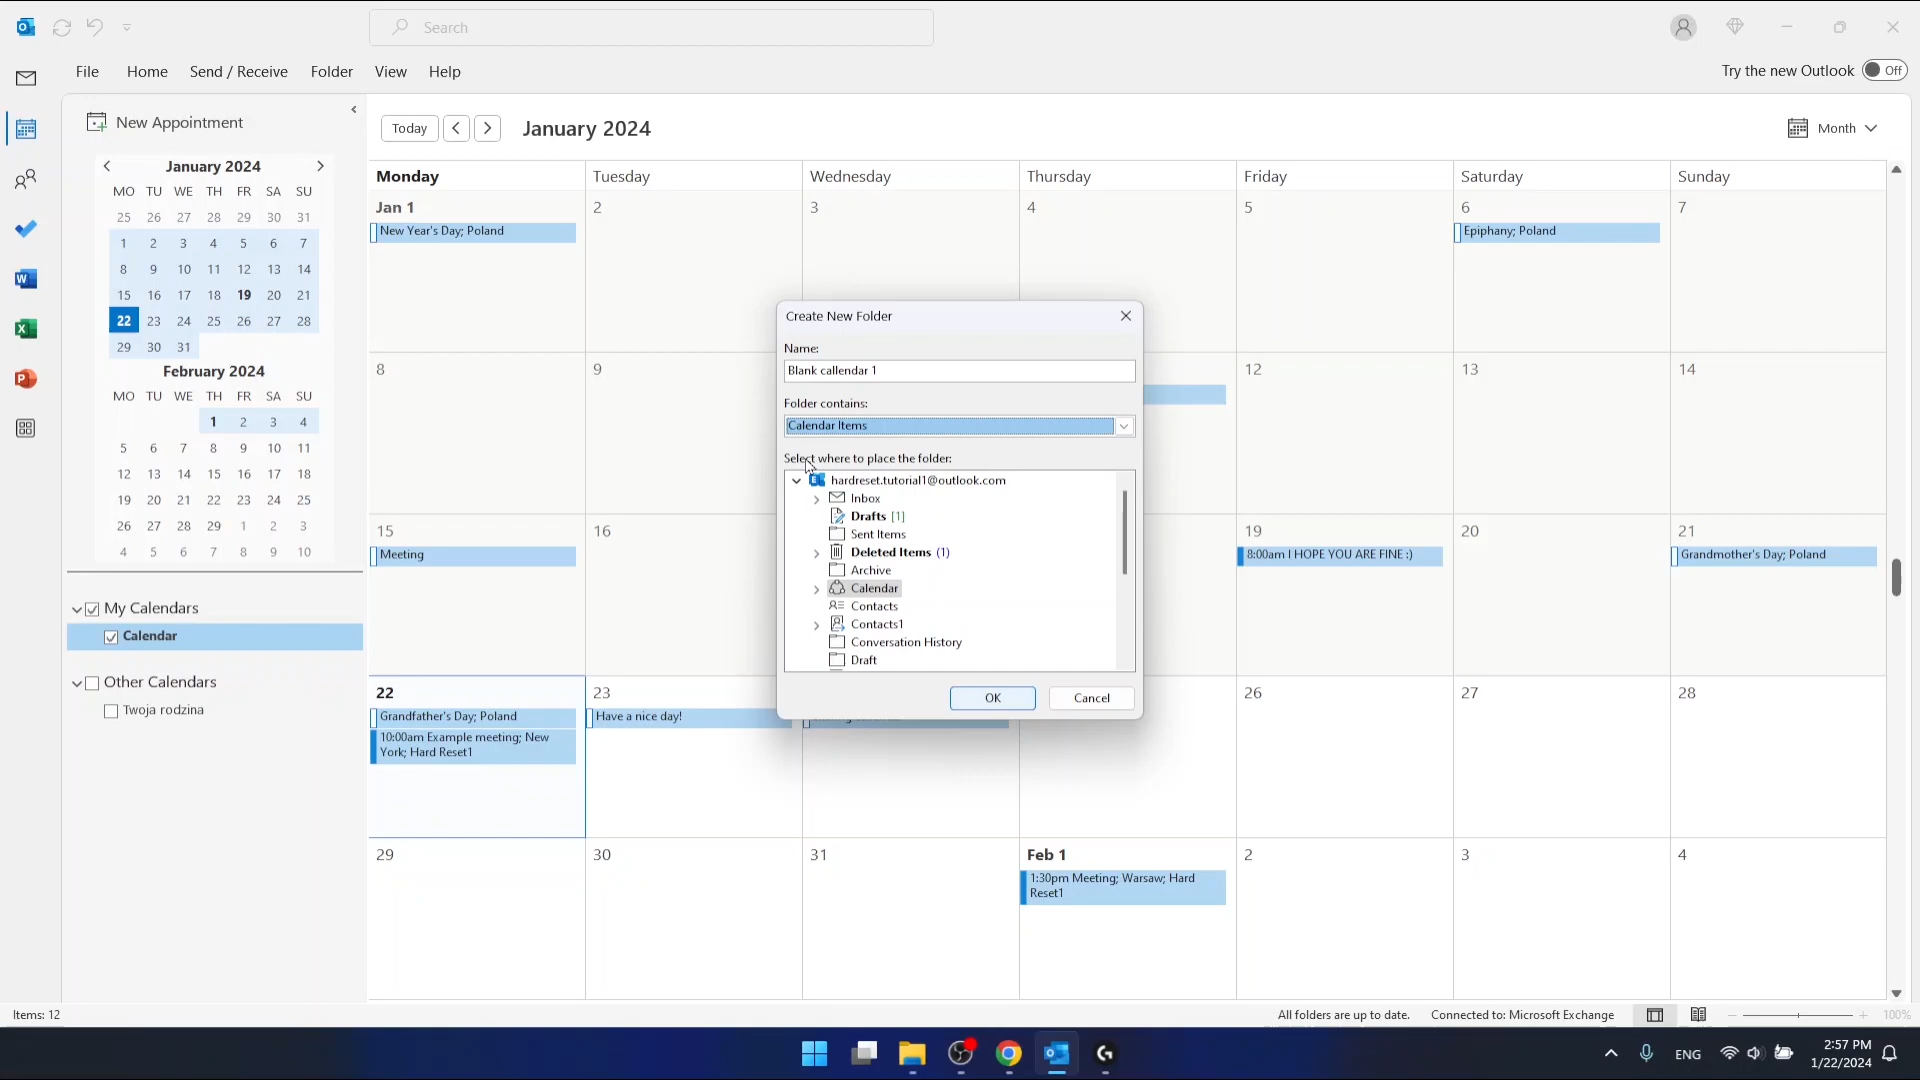 Search
File Home Send / Receive Folder View Help
Try the new Outlook Off
New Appointment
January 2024
MO TU WE TH FR SA SU
25 26 27 28 29 30 31
1 2 3 4 5 6 7
8 9 10 11 12 13 14
15 16 17 18 19 20 21
22 23 24 25 26 27 28
29 30 31
February 2024
MO TU WE TH FR SA SU
1 2 3 4
5 6 7 8 9 10 11
12 13 14 15 16 17 18
19 20 21 22 23 24 25
26 27 28 29 1 2 3
4 5 6 7 8 9 10
My Calendars
Calendar
Other Calendars
Twoja rodzina
Today January 2024 Month
Monday Tuesday Wednesday Thursday Friday Saturday Sunday
Jan 1 2 3 4 5 6 7
New Year's Day; Poland Epiphany; Poland
8 9 12 13 14
15 16 19 20 21
Meeting 8:00am I HOPE YOU ARE FINE :) Grandmother's Day; Poland
22 23 26 27 28
Grandfather's Day; Poland Have a nice day!
10:00am Example meeting; New
York; Hard Reset1
29 30 31 Feb 1 2 3 4
1:30pm Meeting; Warsaw; Hard
Reset1
Create New Folder
Name:
Blank callendar 1
Folder contains:
Calendar Items
Select where to place the folder:
hardreset.tutorial1@outlook.com
Inbox
Drafts [1]
Sent Items
Deleted Items (1)
Archive
Calendar
Contacts
Contacts1
Conversation History
Draft
OK Cancel
Items: 12 All folders are up to date. Connected to: Microsoft Exchange 100%
ENG 2:57 PM
1/22/2024